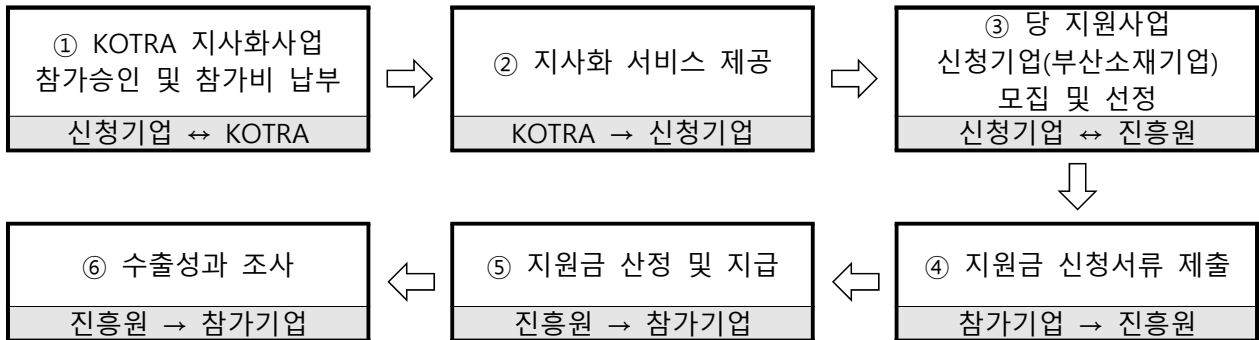 ① KOTRA 지사화사업
참가승인 및 참가비 납부
신청기업 ↔ KOTRA
② 지사화 서비스 제공
KOTRA → 신청기업
③ 당 지원사업
신청기업(부산소재기업)
모집 및 선정
신청기업 ↔ 진흥원
④ 지원금 신청서류 제출
참가기업 → 진흥원
⑤ 지원금 산정 및 지급
진흥원 → 참가기업
⑥ 수출성과 조사
진흥원 → 참가기업